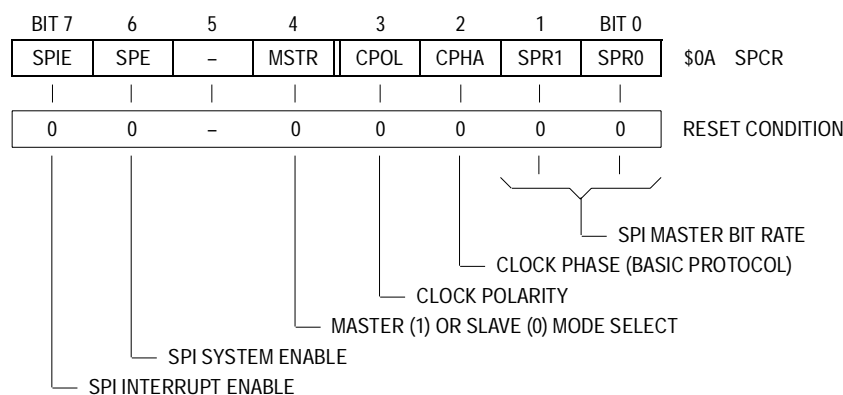 BIT 7 6 5 4 3 2 1 BIT 0
SPIE SPE – MSTR CPOL CPHA SPR1 SPR0 $0A SPCR
0 0 – 0 0 0 0 0 RESET CONDITION
SPI MASTER BIT RATE
CLOCK PHASE (BASIC PROTOCOL)
CLOCK POLARITY
MASTER (1) OR SLAVE (0) MODE SELECT
SPI SYSTEM ENABLE
SPI INTERRUPT ENABLE